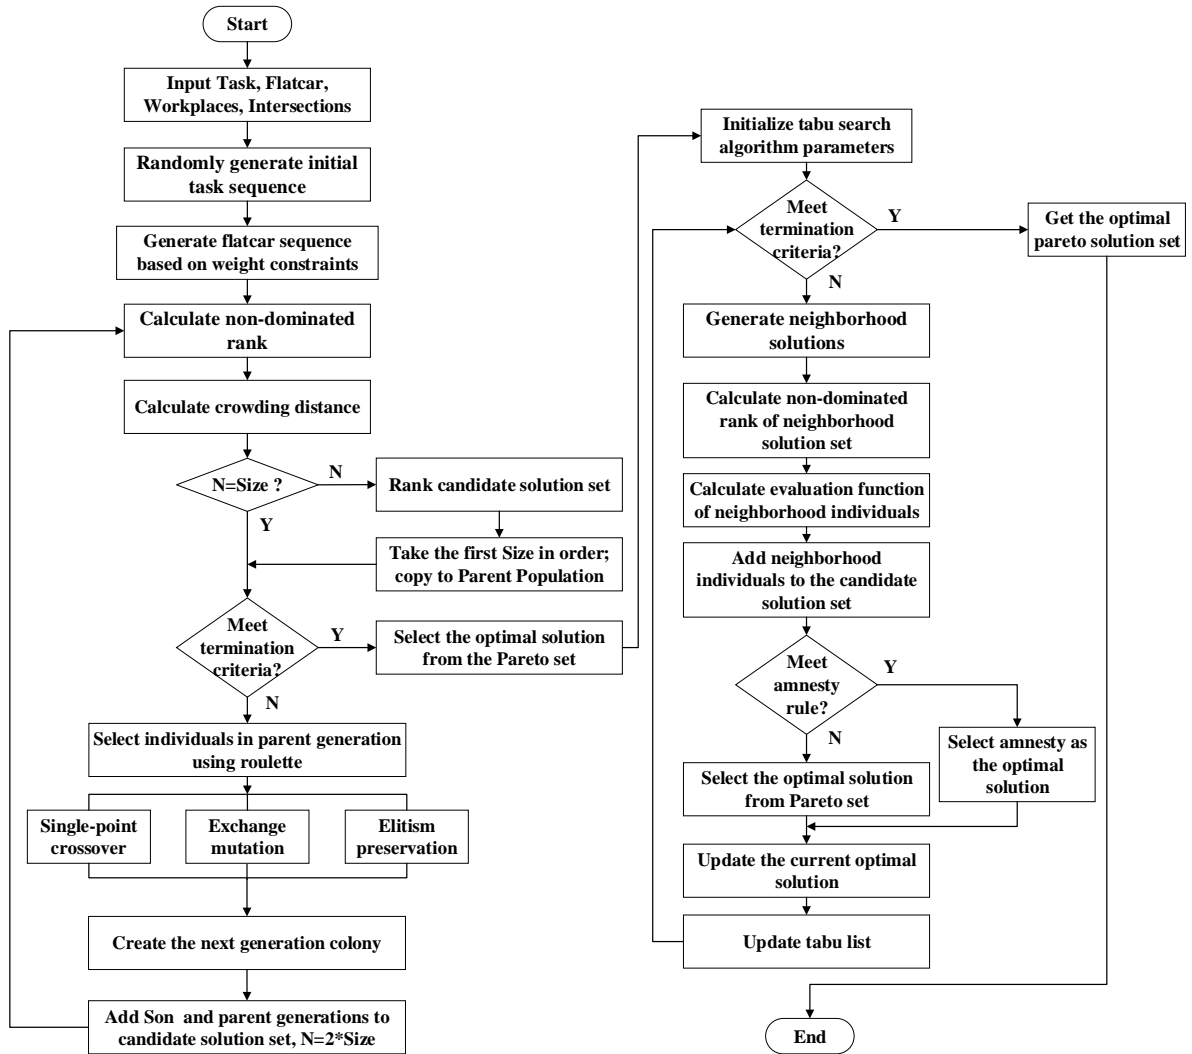 Start
Input Task, Flatcar,
Workplaces, Intersections
Randomly generate initial
task sequence
Generate flatcar sequence
based on weight constraints
Calculate non-dominated
rank
Calculate crowding distance
N=Size ?
N
Y
Rank candidate solution set
Take the first Size in order;
copy to Parent Population
Meet
termination
criteria?
Y
N
Select the optimal solution
from the Pareto set
Select individuals in parent generation
using roulette
Single-point
crossover
Exchange
mutation
Elitism
preservation
Create the next generation colony
Add Son and parent generations to
candidate solution set, N=2*Size
Initialize tabu search
algorithm parameters
Meet
termination
criteria?
Y
N
Get the optimal
pareto solution set
Generate neighborhood
solutions
Calculate non-dominated
rank of neighborhood
solution set
Calculate evaluation function
of neighborhood individuals
Add neighborhood
individuals to the candidate
solution set
Meet
amnesty
rule?
Y
N
Select amnesty as
the optimal
solution
Select the optimal solution
from Pareto set
Update the current optimal
solution
Update tabu list
End